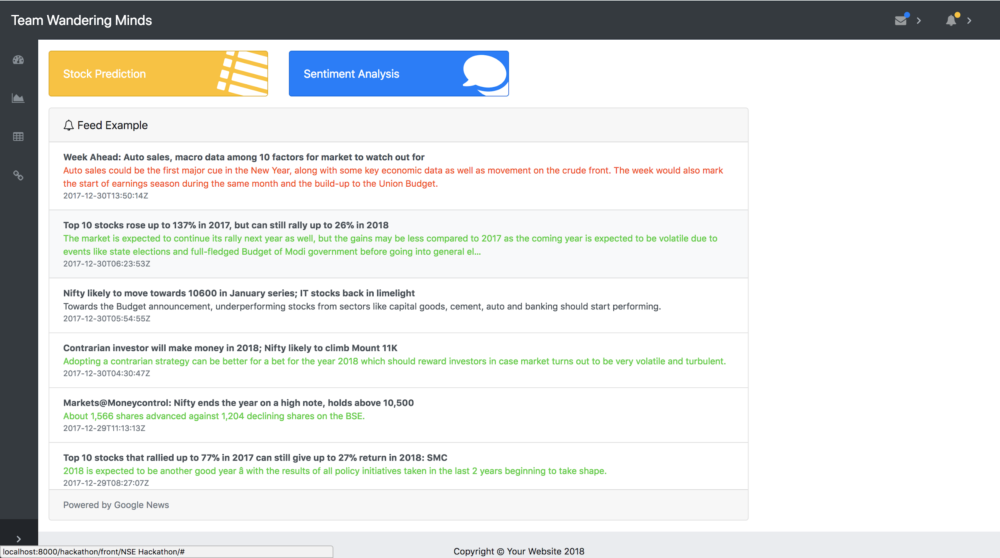 Team Wandering Minds
Stock Prediction
Sentiment Analysis
Feed Example
Week Ahead: Auto sales, macro data among 10 factors for market to watch out for
Auto sales could be the first major cue in the New Year, along with some key economic data as well as movement on the crude front. The week would also mark
the start of earnings season during the same month and the build-up to the Union Budget.
2017-12-30T13:50:14Z
Top 10 stocks rose up to 137% in 2017, but can still rally up to 26% in 2018
The market is expected to continue its rally next year as well, but the gains may be less compared to 2017 as the coming year is expected to be volatile due to
events like state elections and full-fledged Budget of Modi government before going into general el...
2017-12-30T06:23:53Z
Nifty likely to move towards 10600 in January series; IT stocks back in limelight
Towards the Budget announcement, underperforming stocks from sectors like capital goods, cement, auto and banking should start performing.
2017-12-30T05:54:55Z
Contrarian investor will make money in 2018; Nifty likely to climb Mount 11K
Adopting a contrarian strategy can be better for a bet for the year 2018 which should reward investors in case market turns out to be very volatile and turbulent.
2017-12-30T04:30:47Z
Markets@Moneycontrol: Nifty ends the year on a high note, holds above 10,500
About 1,566 shares advanced against 1,204 declining shares on the BSE.
2017-12-29T11:13:13Z
Top 10 stocks that rallied up to 77% in 2017 can still give up to 27% return in 2018: SMC
2018 is expected to be another good year â with the results of all policy initiatives taken in the last 2 years beginning to take shape.
2017-12-29T08:27:07Z
Powered by Google News
localhost:8000/hackathon/front/NSE Hackathon/#
Copyright © Your Website 2018